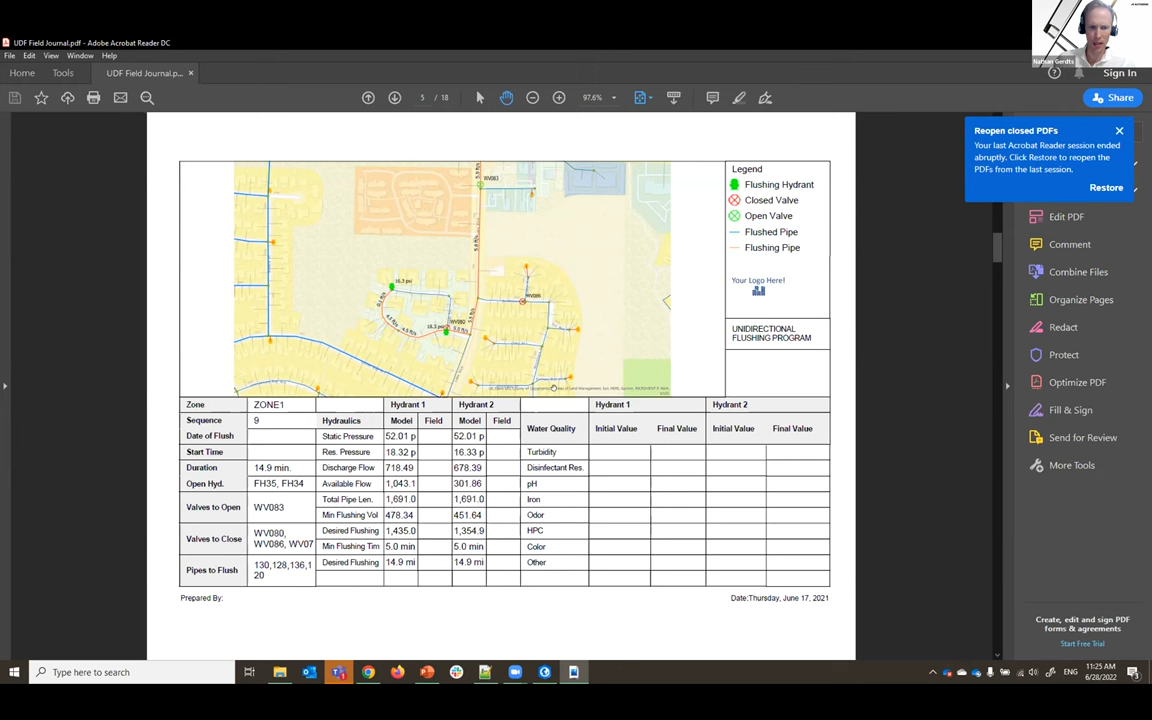 UDF Field Journal.pdf - Adobe Acrobat Reader DC
Nathan Gerdts
File Edit View Window Help
Home Tools UDF Field Journal.p... × Sign In
5 / 18 97.6% Share
Reopen closed PDFs
Your last Acrobat Reader session ended
abruptly. Click Restore to reopen the
PDFs from the last session.
Restore
Edit PDF
Comment
Combine Files
Organize Pages
Redact
Protect
Optimize PDF
Fill & Sign
Send for Review
More Tools
Create, edit and sign PDF
forms & agreements
Start Free Trial
WV083
16.3 psi
WV086
18.3 psi
WV080
Legend
Flushing Hydrant
Closed Valve
Open Valve
Flushed Pipe
Flushing Pipe
Your Logo Here!
UNIDIRECTIONAL
FLUSHING PROGRAM
Zone ZONE1 Hydrant 1 Hydrant 2 Hydrant 1 Hydrant 2
Sequence 9 Hydraulics Model Field Model Field Water Quality Initial Value Final Value Initial Value Final Value
Date of Flush Static Pressure 52.01 p 52.01 p
Start Time Res. Pressure 18.32 p 16.33 p Turbidity
Duration 14.9 min. Discharge Flow 718.49 678.39 Disinfectant Res.
Open Hyd. FH35, FH34 Available Flow 1,043.1 301.86 pH
Valves to Open WV083 Total Pipe Len. 1,691.0 1,691.0 Iron
Min Flushing Vol 478.34 451.64 Odor
Valves to Close WV080, WV086, WV07 Desired Flushing 1,435.0 1,354.9 HPC
Min Flushing Tim 5.0 min 5.0 min Color
Pipes to Flush 130,128,136,1 20 Desired Flushing 14.9 mi 14.9 mi Other
Prepared By: Date:Thursday, June 17, 2021
Type here to search ENG 11:25 AM
6/28/2022